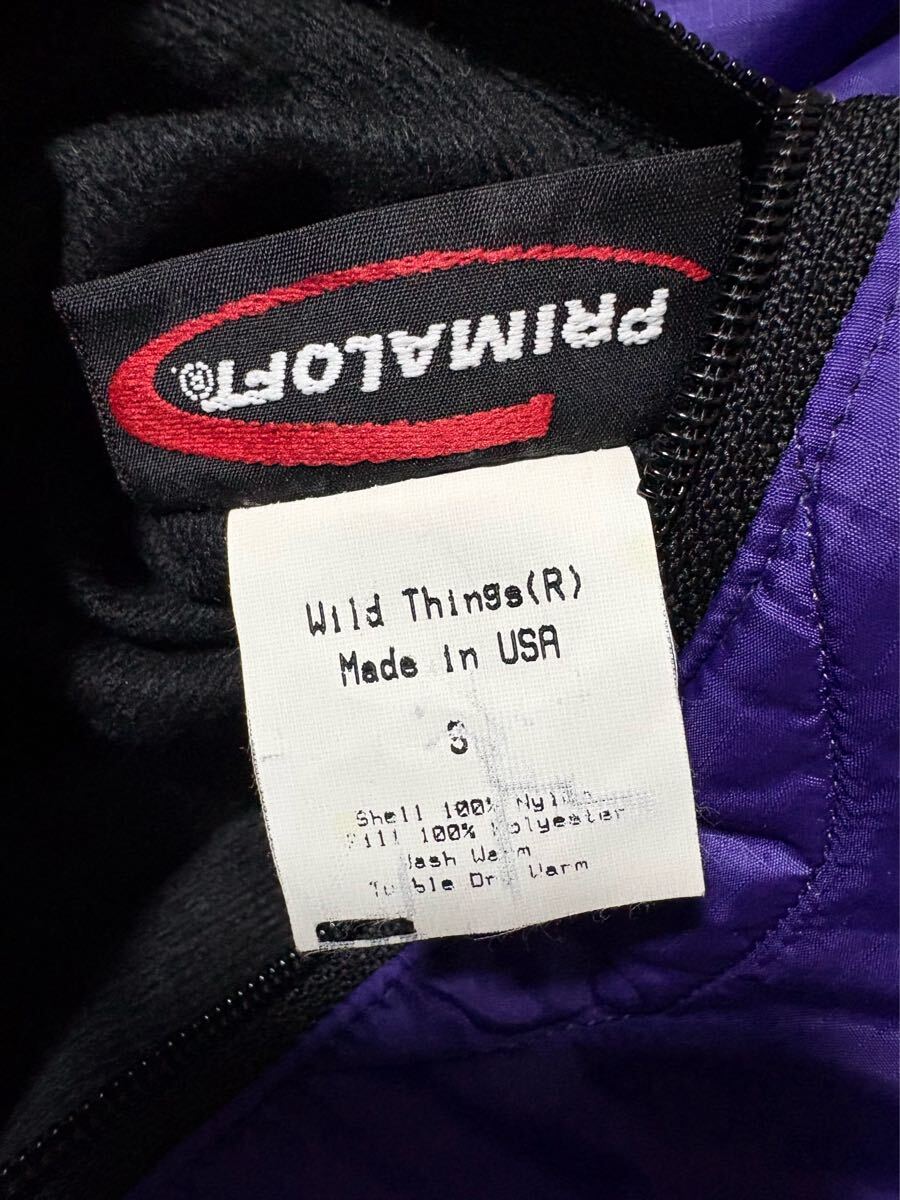 PRIMALOFT®
Wild Things(R)
Made in USA
S
Shell 100% Nylon
Fill 100% Polyester
Wash Warm
Tumble Dry Warm